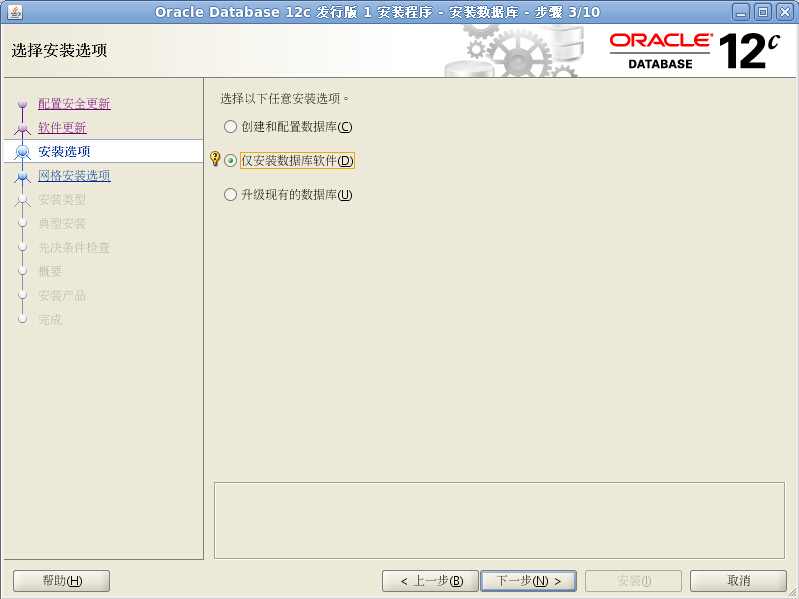 Oracle Database 12c 发行版 1 安装程序 - 安装数据库 - 步骤 3/10
选择安装选项
ORACLE®
DATABASE
12c
配置安全更新
软件更新
安装选项
网格安装选项
安装类型
典型安装
先决条件检查
概要
安装产品
完成
选择以下任意安装选项。
创建和配置数据库(C)
仅安装数据库软件(D)
升级现有的数据库(U)
帮助(H)
< 上一步(B)
下一步(N) >
安装(I)
取消